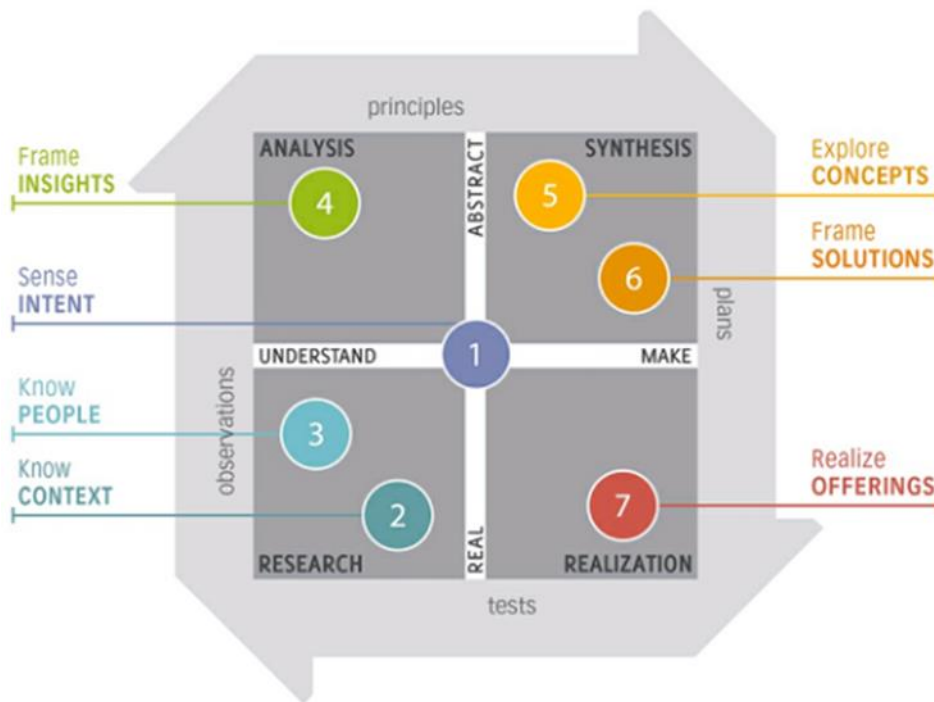 principles
Frame
INSIGHTS
ANALYSIS
4
ABSTRACT
SYNTHESIS
5
Explore
CONCEPTS
6
Frame
SOLUTIONS
Sense
INTENT
plans
UNDERSTAND
1
MAKE
Know
PEOPLE
observations
3
Know
CONTEXT
2
RESEARCH
REAL
7
REALIZATION
Realize
OFFERINGS
tests